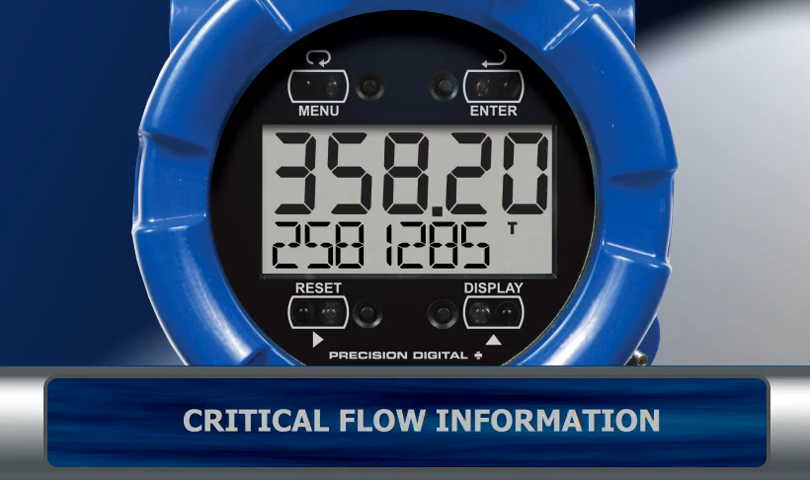 MENU
ENTER
358.20
2581285
T
RESET
DISPLAY
PRECISION DIGITAL
CRITICAL FLOW INFORMATION